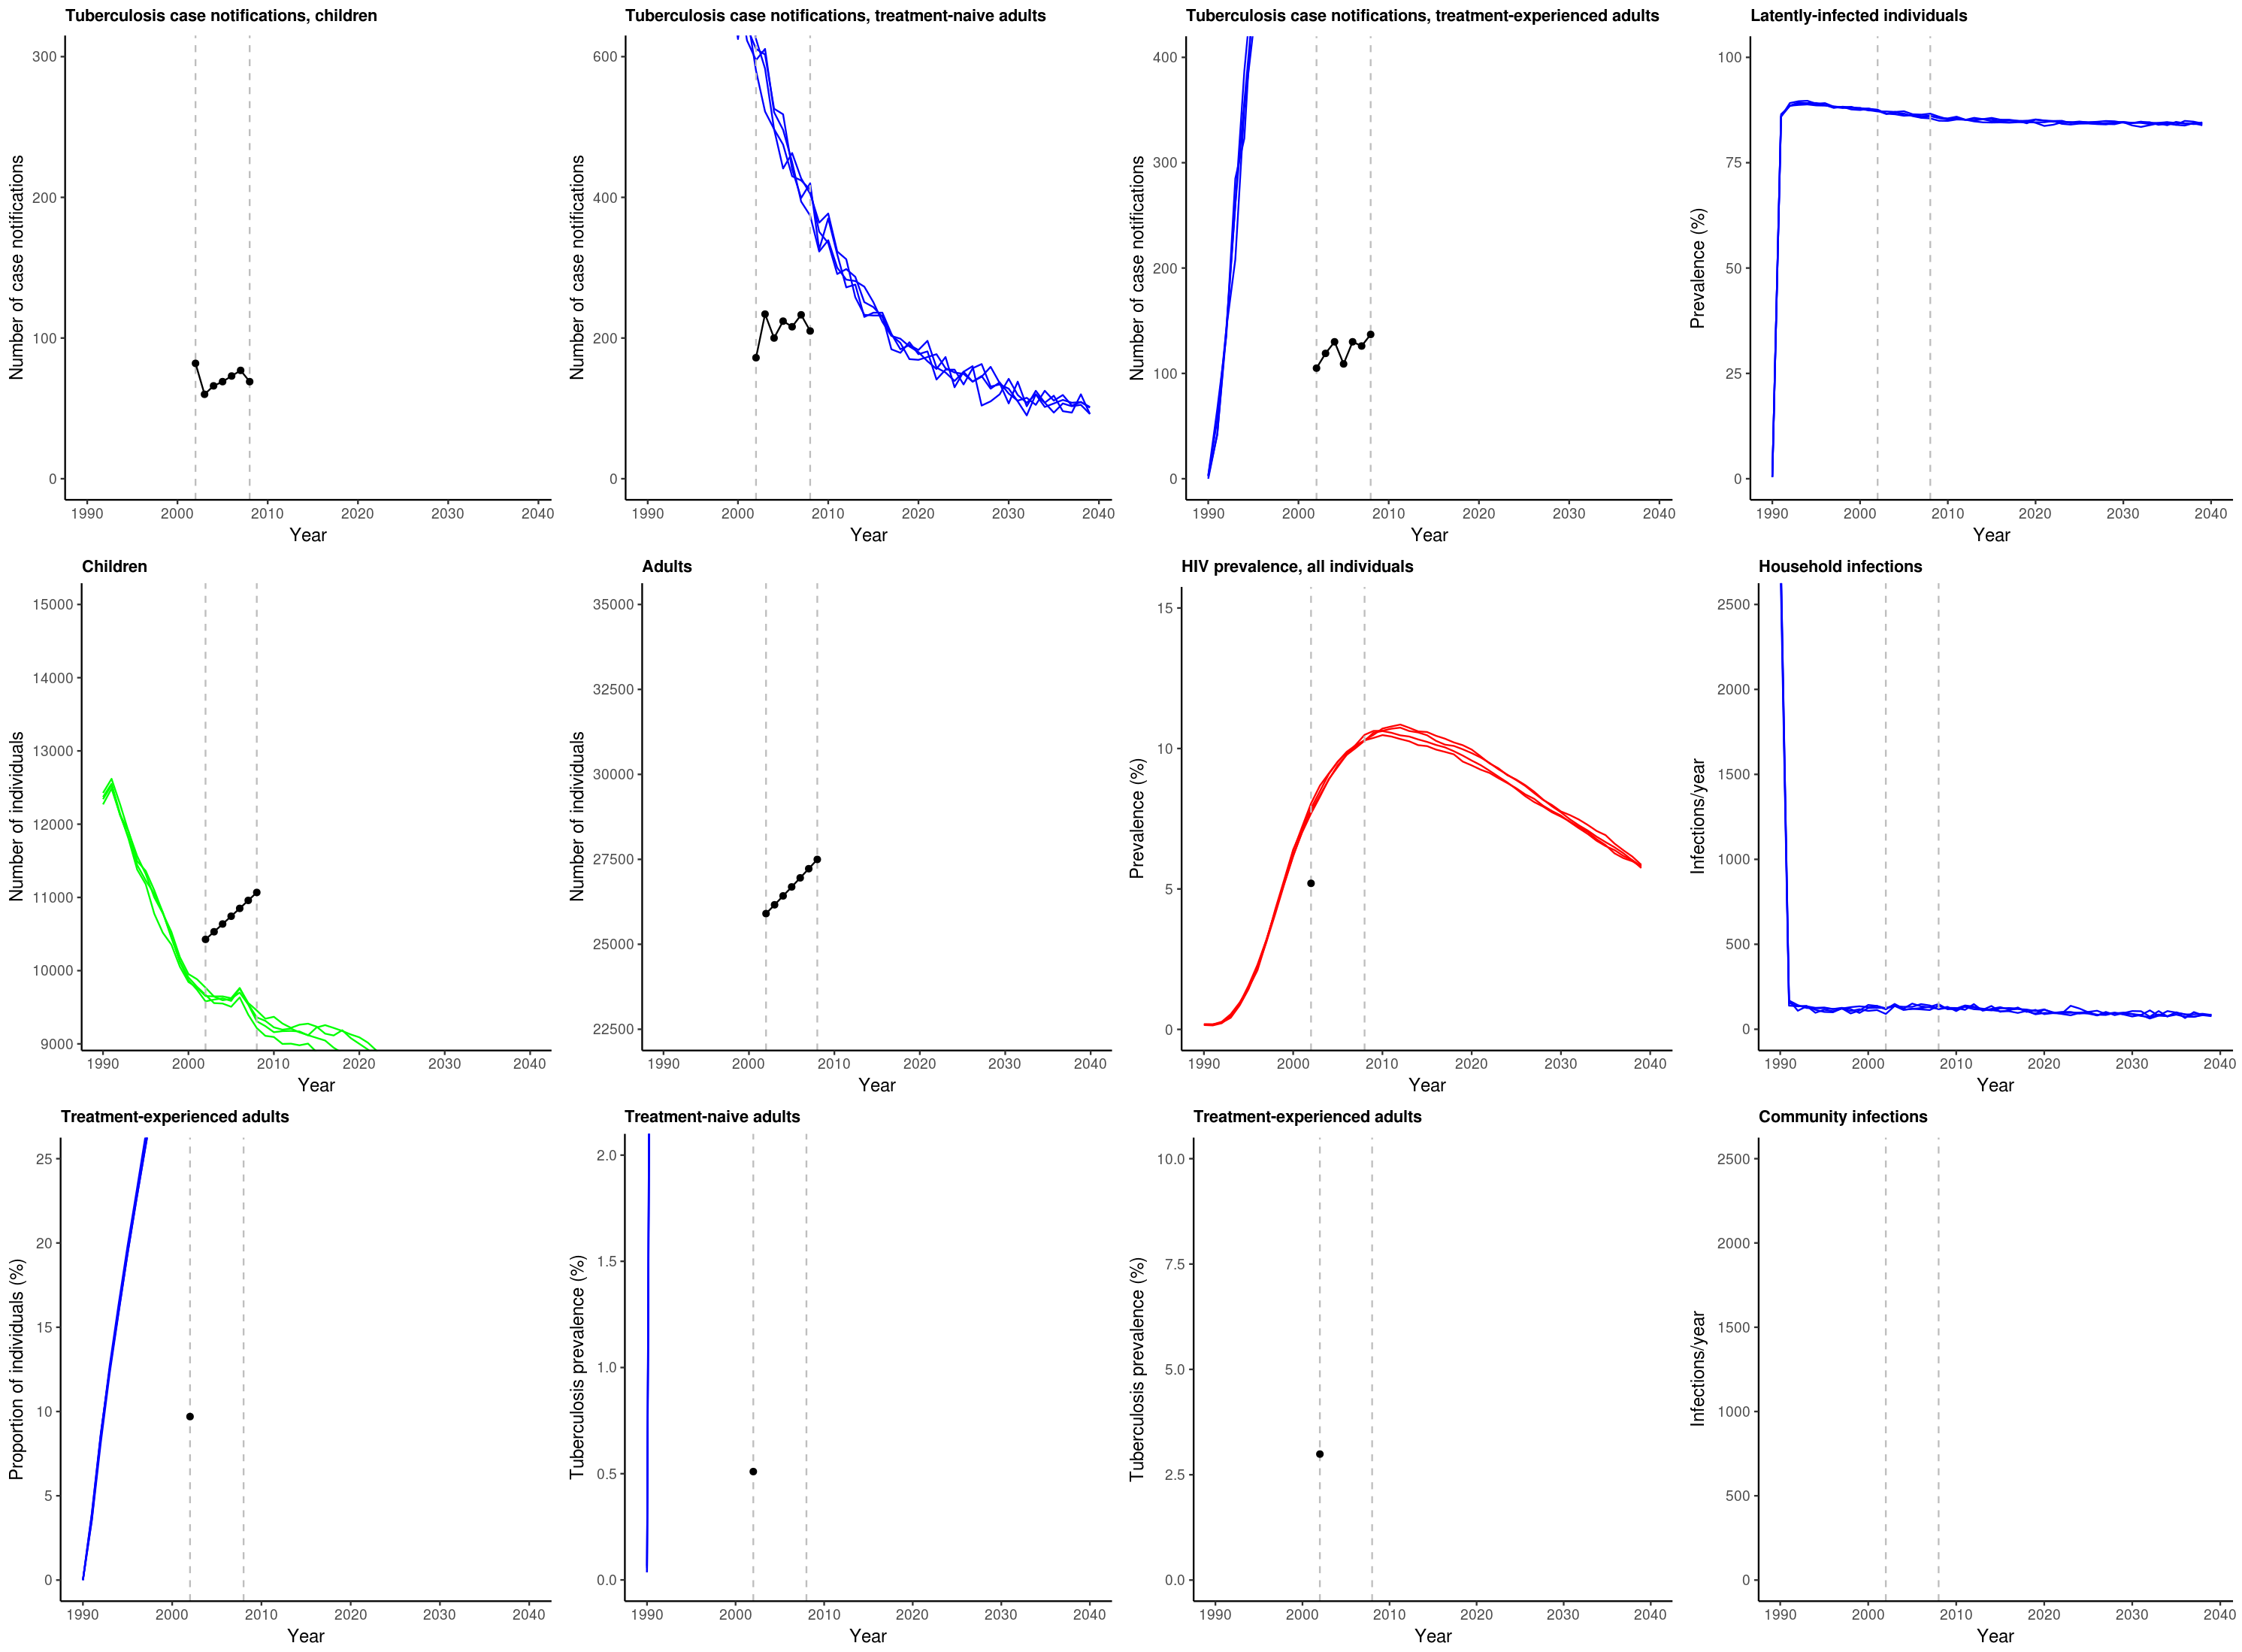 Tuberculosis case notifications, children
Number of case notifications
300
200
100
0
1990 2000 2010 2020 2030 2040
Year
Tuberculosis case notifications, treatment-naive adults
Number of case notifications
600
400
200
0
1990 2000 2010 2020 2030 2040
Year
Tuberculosis case notifications, treatment-experienced adults
Number of case notifications
400
300
200
100
0
1990 2000 2010 2020 2030 2040
Year
Latently-infected individuals
Prevalence (%)
100
75
50
25
0
1990 2000 2010 2020 2030 2040
Year
Children
Number of individuals
15000
14000
13000
12000
11000
10000
9000
1990 2000 2010 2020 2030 2040
Year
Adults
Number of individuals
35000
32500
30000
27500
25000
22500
1990 2000 2010 2020 2030 2040
Year
HIV prevalence, all individuals
Prevalence (%)
15
10
5
0
1990 2000 2010 2020 2030 2040
Year
Household infections
Infections/year
2500
2000
1500
1000
500
0
1990 2000 2010 2020 2030 2040
Year
Treatment-experienced adults
Proportion of individuals (%)
25
20
15
10
5
0
1990 2000 2010 2020 2030 2040
Year
Treatment-naive adults
Tuberculosis prevalence (%)
2.0
1.5
1.0
0.5
0.0
1990 2000 2010 2020 2030 2040
Year
Treatment-experienced adults
Tuberculosis prevalence (%)
10.0
7.5
5.0
2.5
0.0
1990 2000 2010 2020 2030 2040
Year
Community infections
Infections/year
2500
2000
1500
1000
500
0
1990 2000 2010 2020 2030 2040
Year